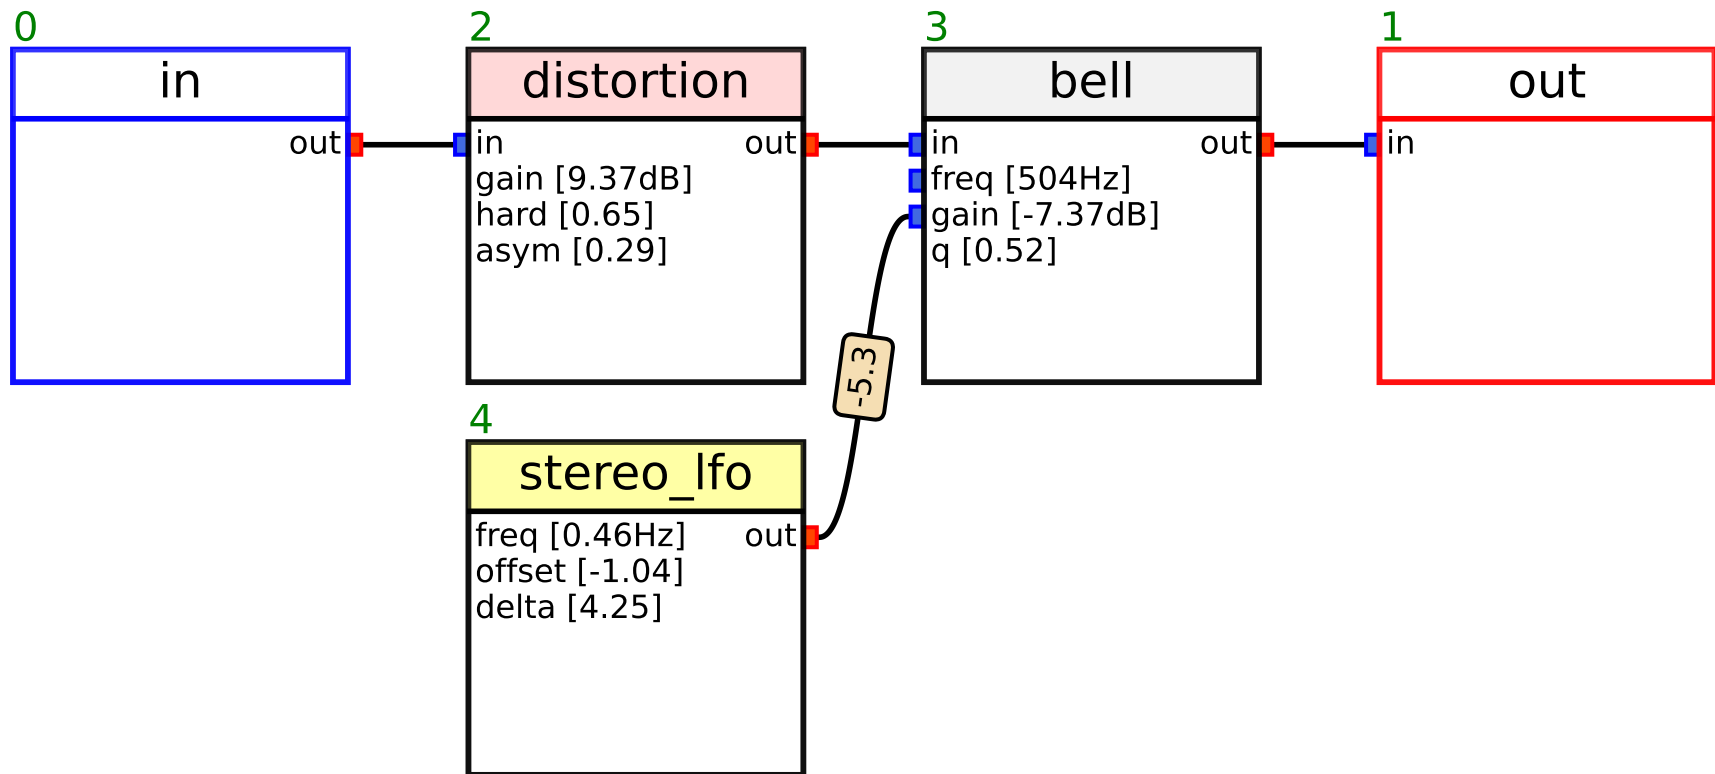 0
in
out
2
distortion
in out
gain [9.37dB]
hard [0.65]
asym [0.29]
3
bell
in out
freq [504Hz]
gain [-7.37dB]
q [0.52]
1
out
in
-5.3
4
stereo_lfo
freq [0.46Hz] out
offset [-1.04]
delta [4.25]